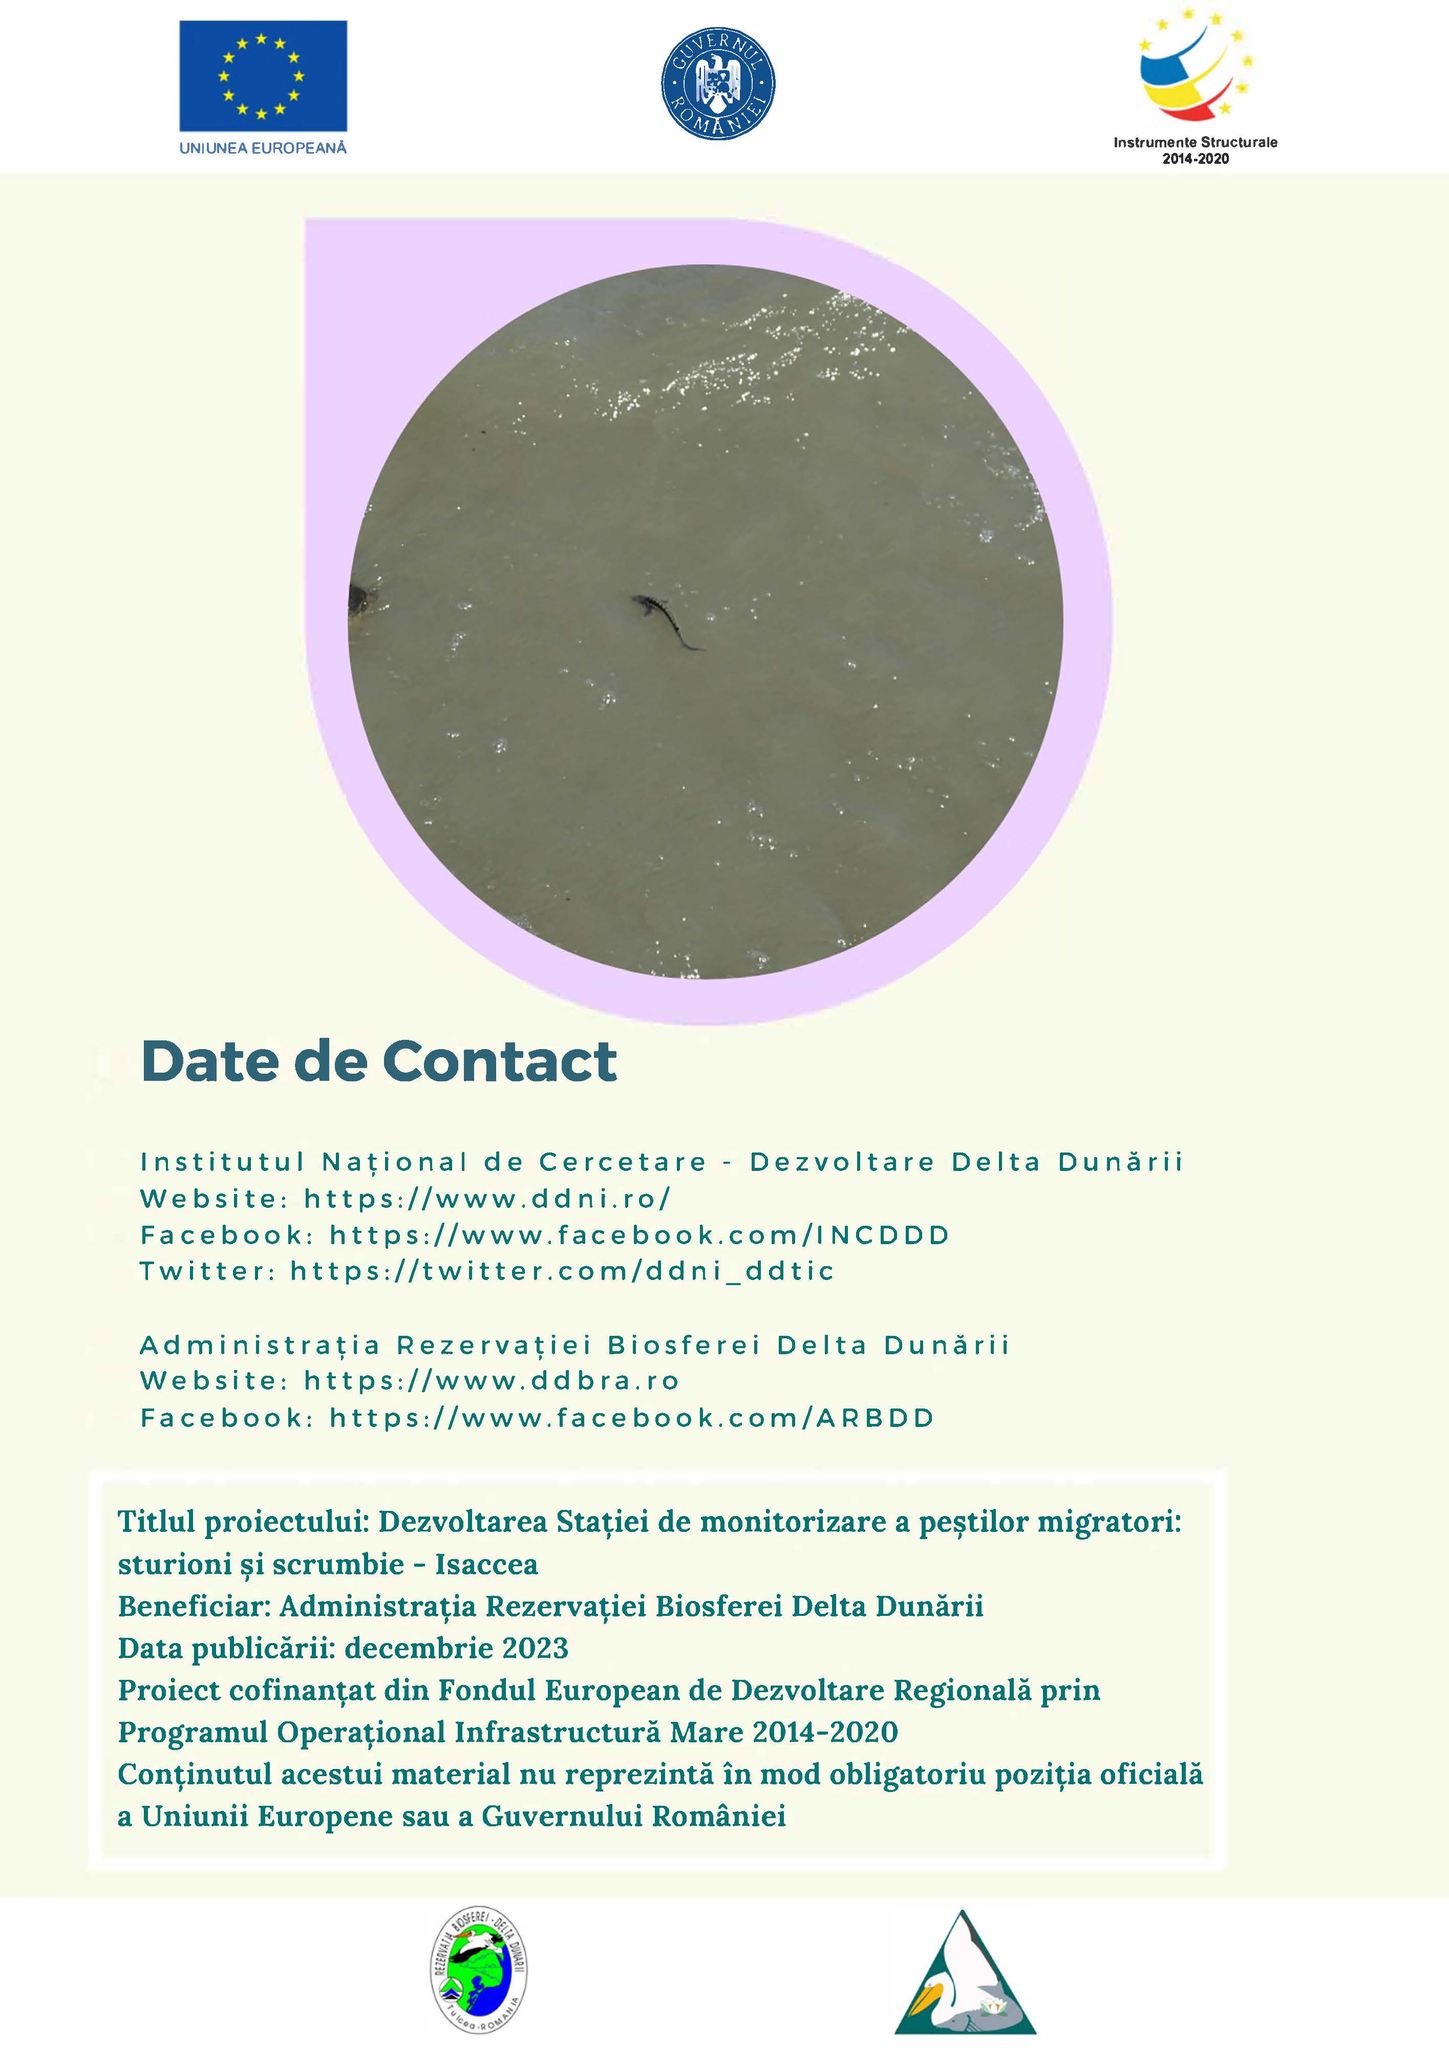 UNIUNEA EUROPEANĂ
GUVERNUL ROMÂNIEI
Instrumente Structurale
2014-2020
Date de Contact
Institutul Național de Cercetare - Dezvoltare Delta Dunării
Website: https://www.ddni.ro/
Facebook: https://www.facebook.com/INCDDD
Twitter: https://twitter.com/ddni_ddtic
Administrația Rezervației Biosferei Delta Dunării
Website: https://www.ddbra.ro
Facebook: https://www.facebook.com/ARBDD
Titlul proiectului: Dezvoltarea Stației de monitorizare a peștilor migratori:
sturioni și scrumbie - Isaccea
Beneficiar: Administrația Rezervației Biosferei Delta Dunării
Data publicării: decembrie 2023
Proiect cofinanțat din Fondul European de Dezvoltare Regională prin
Programul Operațional Infrastructură Mare 2014-2020
Conținutul acestui material nu reprezintă în mod obligatoriu poziția oficială
a Uniunii Europene sau a Guvernului României
REZERVATIA BIOSFEREI - DELTA DUNARII
Tulcea - ROMANIA